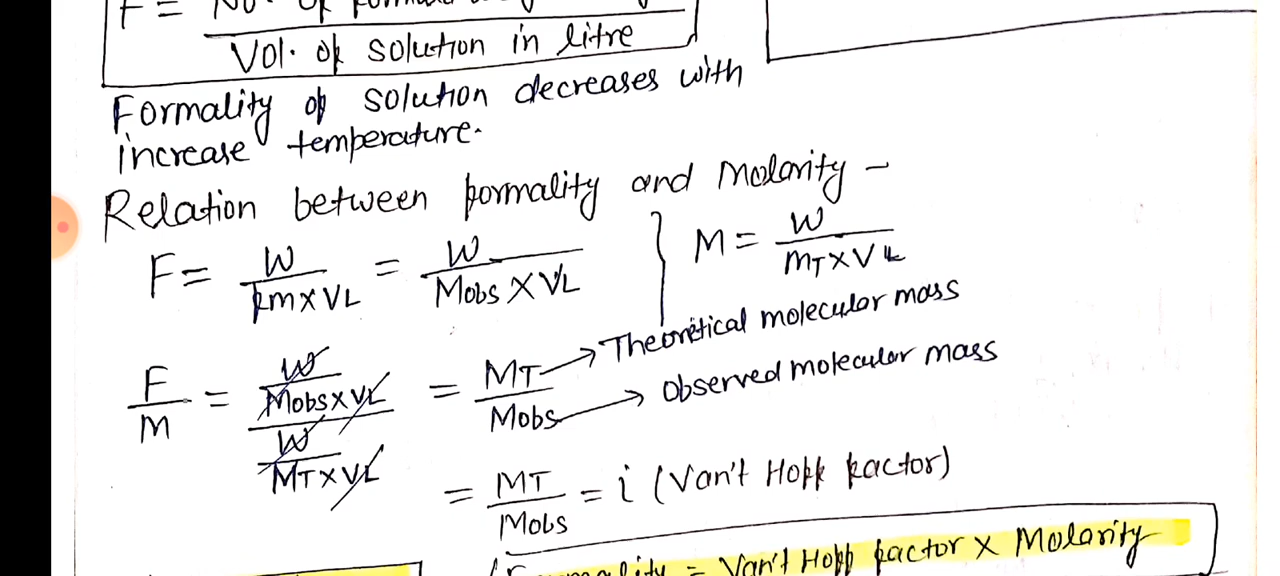 F =
Vol. of solution in litre
Formality of solution decreases with
increase temperature.
Relation between formality and Molarity -
F = W / fm x VL = W / Mobs x VL } M = W / MT x VL
F / M = W / Mobs x VL / W / MT x VL = MT / Mobs
Theoretical molecular mass
Observed molecular mass
= MT / Mobs = i (Van't Hoff factor)
= Van't Hoff factor x Molarity